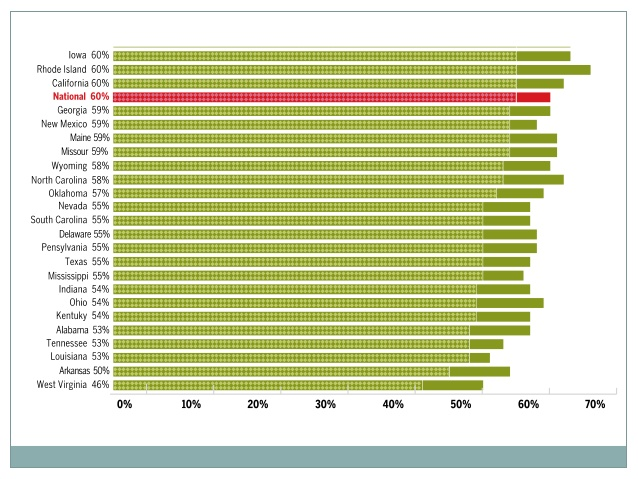 Iowa 60%
Rhode Island 60%
California 60%
National 60%
Georgia 59%
New Mexico 59%
Maine 59%
Missour 59%
Wyoming 58%
North Carolina 58%
Oklahoma 57%
Nevada 55%
South Carolina 55%
Delaware 55%
Pensylvania 55%
Texas 55%
Mississippi 55%
Indiana 54%
Ohio 54%
Kentuky 54%
Alabama 53%
Tennessee 53%
Louisiana 53%
Arkansas 50%
West Virginia 46%
0% 10% 20% 30% 40% 50% 60% 70%